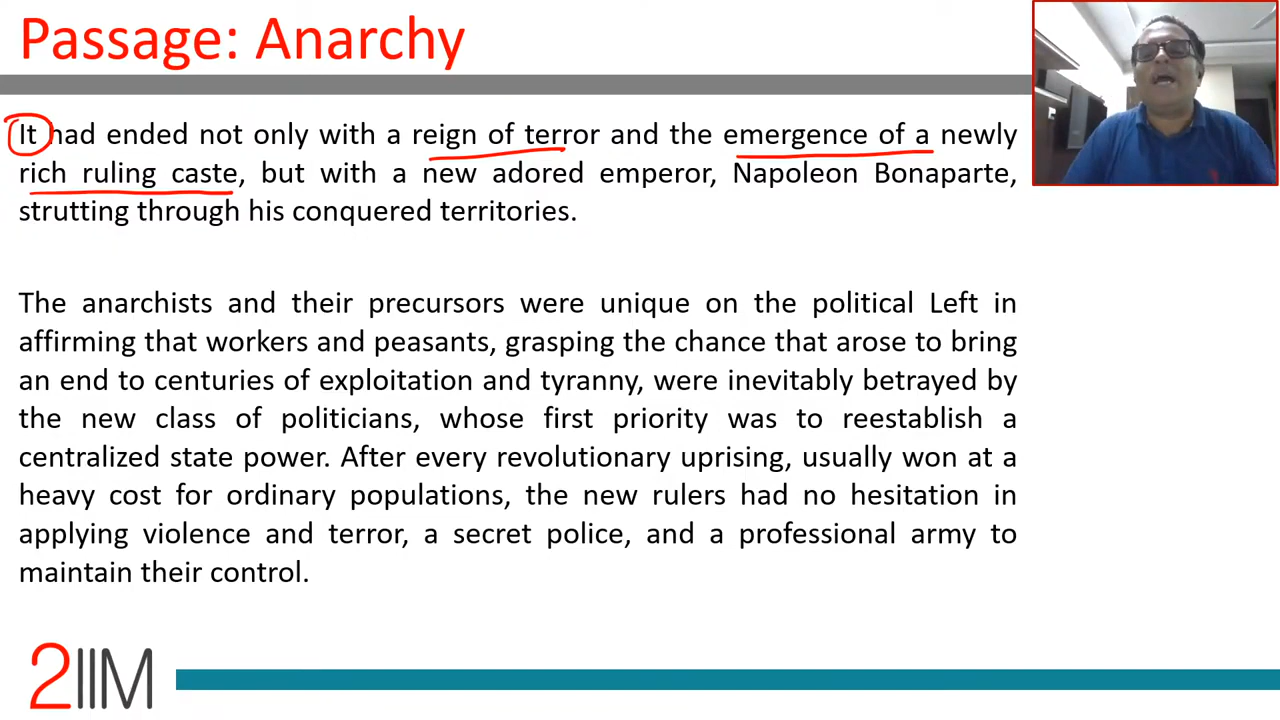 Passage: Anarchy
It had ended not only with a reign of terror and the emergence of a newly
rich ruling caste, but with a new adored emperor, Napoleon Bonaparte,
strutting through his conquered territories.
The anarchists and their precursors were unique on the political Left in
affirming that workers and peasants, grasping the chance that arose to bring
an end to centuries of exploitation and tyranny, were inevitably betrayed by
the new class of politicians, whose first priority was to reestablish a
centralized state power. After every revolutionary uprising, usually won at a
heavy cost for ordinary populations, the new rulers had no hesitation in
applying violence and terror, a secret police, and a professional army to
maintain their control.
2IIM